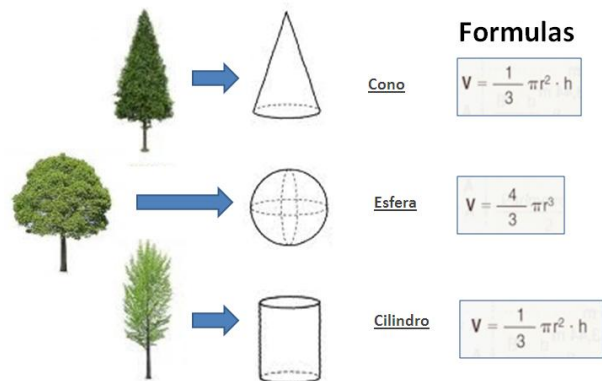 Formulas
Cono
V = 1/3 πr² · h
Esfera
V = 4/3 πr³
Cilindro
V = 1/3 πr² · h